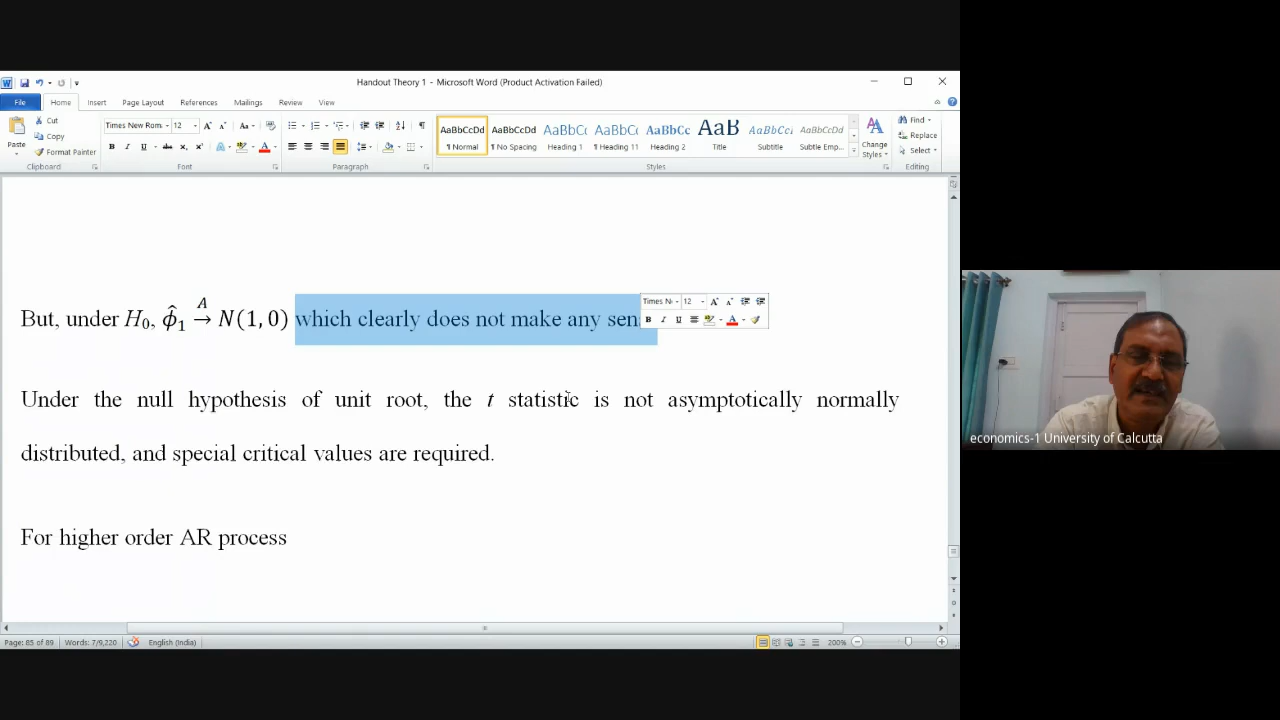 Handout Theory 1 - Microsoft Word (Product Activation Failed)
File Home Insert Page Layout References Mailings Review View
Paste Cut Copy Format Painter
Clipboard
Times New Rom 12
Font
Paragraph
AaBbCcDd AaBbCcDd AaBbCc AaBbCc AaBbCc AaB AaBbCcI AaBbCcDd
¶ Normal ¶ No Spacing Heading 1 ¶ Heading 11 Heading 2 Title Subtitle Subtle Emp...
Styles
Change Styles
Find Replace Select
Editing
Times N 12
But, under H₀, ϕ̂₁ →ᴬ N(1, 0) which clearly does not make any sen
Under the null hypothesis of unit root, the t statistic is not asymptotically normally
distributed, and special critical values are required.
For higher order AR process
Page: 85 of 89 Words: 7/9,220 English (India) 200%
economics-1 University of Calcutta